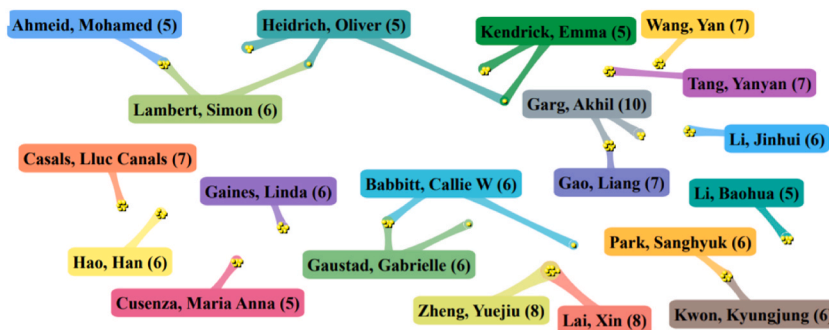 Ahmeid, Mohamed (5)
Heidrich, Oliver (5)
Kendrick, Emma (5)
Wang, Yan (7)
Tang, Yanyan (7)
Lambert, Simon (6)
Garg, Akhil (10)
Li, Jinhui (6)
Casals, Lluc Canals (7)
Gaines, Linda (6)
Babbitt, Callie W (6)
Gao, Liang (7)
Li, Baohua (5)
Hao, Han (6)
Gaustad, Gabrielle (6)
Park, Sanghyuk (6)
Cusenza, Maria Anna (5)
Zheng, Yuejiu (8)
Lai, Xin (8)
Kwon, Kyungjung (6